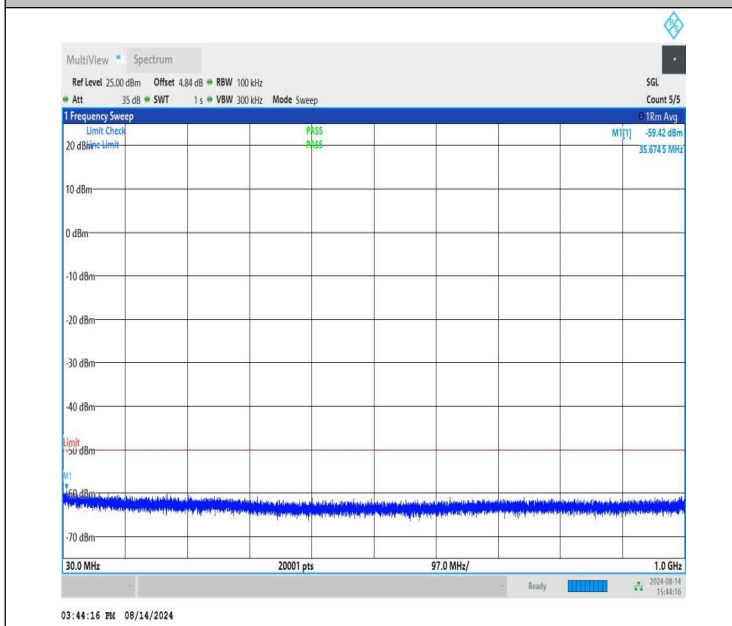 MultiView Spectrum
Ref Level 25.00 dBm Offset 4.84 dB RBW 100 kHz SGL
Att 35 dB SWT 1 s VBW 300 kHz Mode Sweep Count 5/5
1 Frequency Sweep 1Rm Avg
Limit Check PASS M1[1] -59.42 dBm
20 dBm Line Limit PASS 35.674 5 MHz
10 dBm
0 dBm
-10 dBm
-20 dBm
-30 dBm
-40 dBm
Limit
-50 dBm
M1
-60 dBm
-70 dBm
30.0 MHz 20001 pts 97.0 MHz/ 1.0 GHz
Ready 2024-08-14
15:44:16
03:44:16 PM 08/14/2024